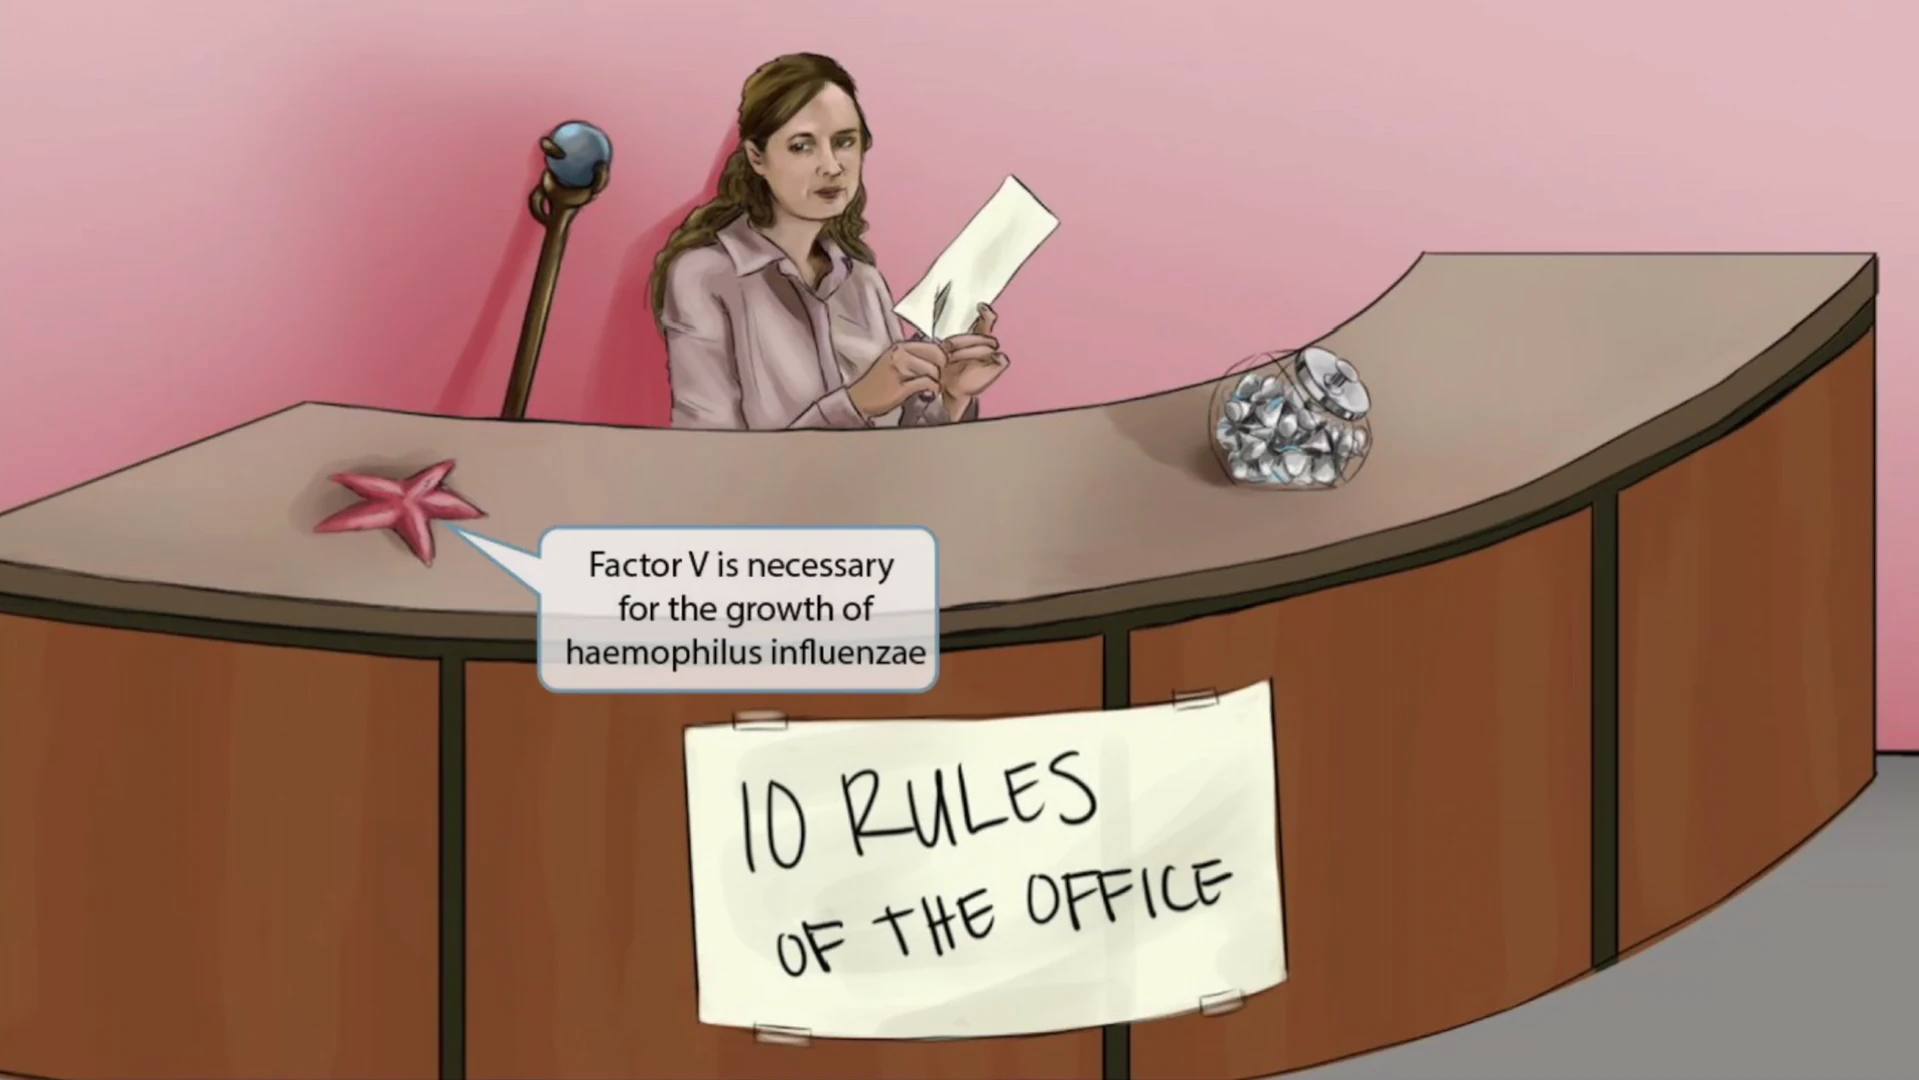 Factor V is necessary
for the growth of
haemophilus influenzae
10 RULES
OF THE OFFICE